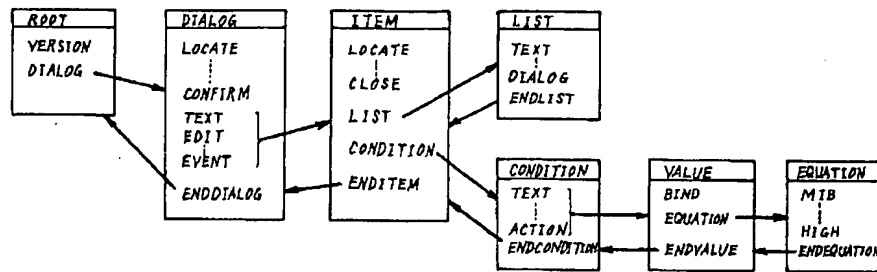 ROOT
VERSION
DIALOG
DIALOG
LOCATE
CONFIRM
TEXT
EDIT
EVENT
ENDDIALOG
ITEM
LOCATE
CLOSE
LIST
CONDITION
ENDITEM
LIST
TEXT
DIALOG
ENDLIST
CONDITION
TEXT
ACTION
ENDCONDITION
VALUE
BIND
EQUATION
ENDVALUE
EQUATION
MIB
HIGH
ENDEQUATION